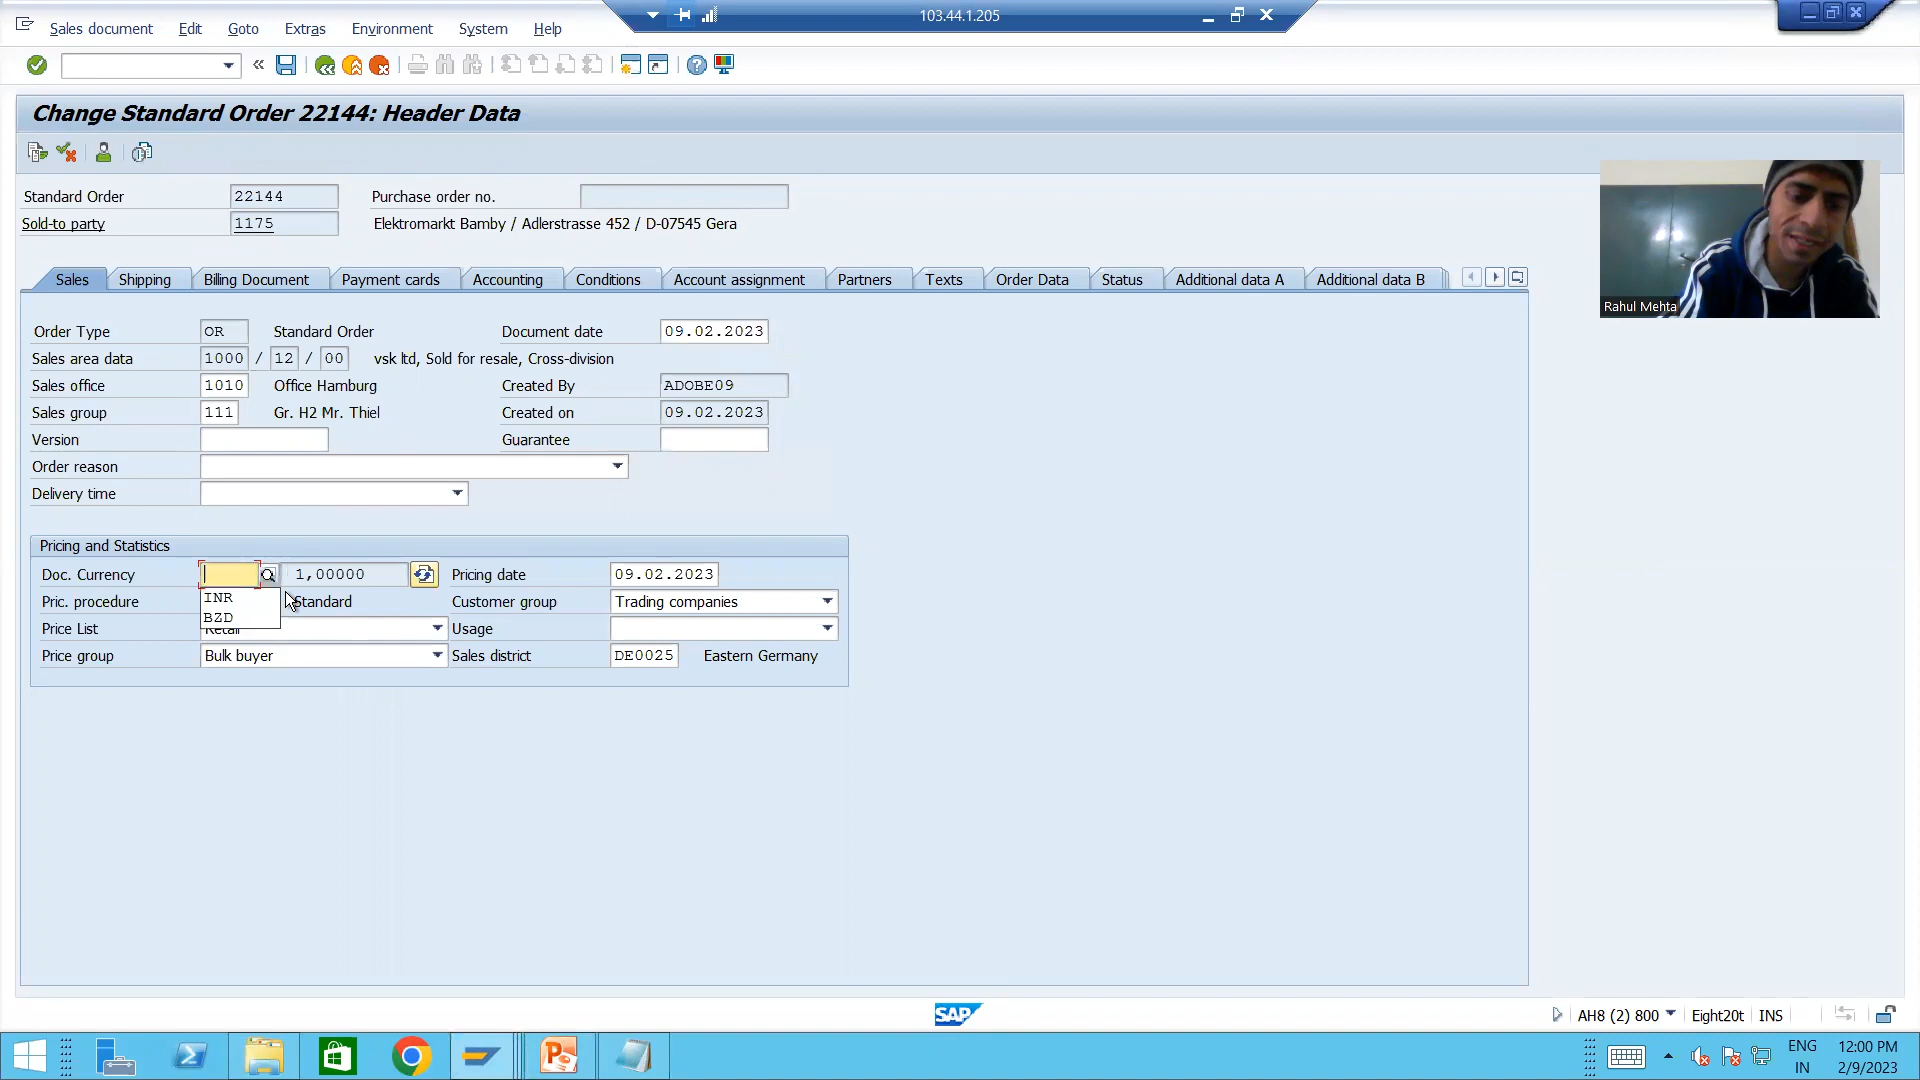 103.44.1.205
Sales document Edit Goto Extras Environment System Help
Change Standard Order 22144: Header Data
Standard Order 22144 Purchase order no.
Sold-to party 1175 Elektromarkt Bamby / Adlerstrasse 452 / D-07545 Gera
Rahul Mehta
Sales Shipping Billing Document Payment cards Accounting Conditions Account assignment Partners Texts Order Data Status Additional data A Additional data B
Order Type OR Standard Order Document date 09.02.2023
Sales area data 1000 / 12 / 00 vsk ltd, Sold for resale, Cross-division
Sales office 1010 Office Hamburg Created By ADOBE09
Sales group 111 Gr. H2 Mr. Thiel Created on 09.02.2023
Version Guarantee
Order reason
Delivery time
Pricing and Statistics
Doc. Currency 1,00000 Pricing date 09.02.2023
INR
BZD
Pric. procedure Standard Customer group Trading companies
Price List Retail Usage
Price group Bulk buyer Sales district DE0025 Eastern Germany
SAP
AH8 (2) 800 Eight20t INS
ENG
IN
12:00 PM
2/9/2023